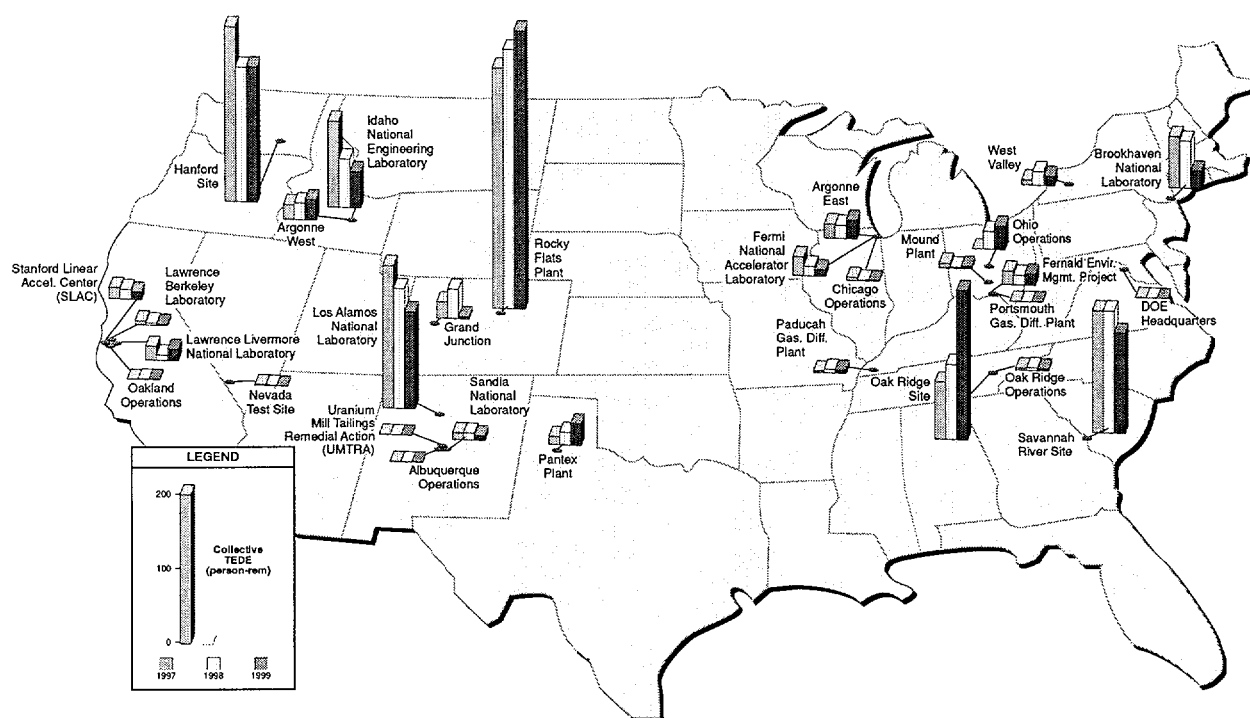 Hanford
Site
Idaho
National
Engineering
Laboratory
Argonne
West
Rocky
Flats
Plant
Stanford Linear
Accel. Center
(SLAC)
Lawrence
Berkeley
Laboratory
Lawrence Livermore
National Laboratory
Oakland
Operations
Nevada
Test Site
Los Alamos
National
Laboratory
Grand
Junction
Sandia
National
Laboratory
Uranium
Mill Tailings
Remedial Action
(UMTRA)
Albuquerque
Operations
Pantex
Plant
Argonne
East
Fermi
National
Accelerator
Laboratory
Chicago
Operations
Mound
Plant
West
Valley
Brookhaven
National
Laboratory
Ohio
Operations
Fernald Envir.
Mgmt. Project
Portsmouth
Gas. Diff. Plant
DOE
Headquarters
Paducah
Gas. Diff.
Plant
Oak Ridge
Site
Oak Ridge
Operations
Savannah
River Site
LEGEND
200
100
0
Collective
TEDE
(person-rem)
1997 1998 1999